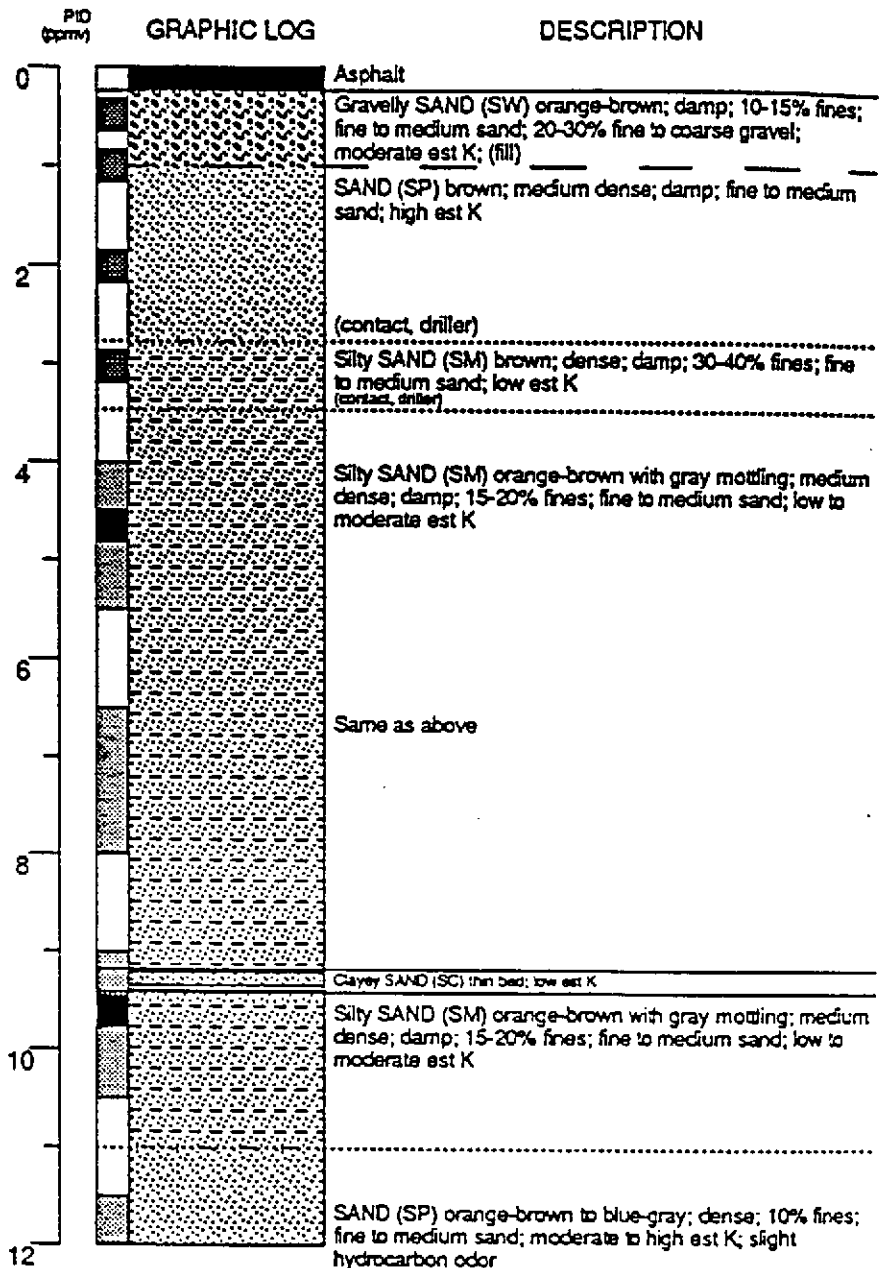 PID
(ppmv)
GRAPHIC LOG
DESCRIPTION
0
Asphalt
Gravelly SAND (SW) orange-brown; damp; 10-15% fines;
fine to medium sand; 20-30% fine to coarse gravel;
moderate est K; (fill)
SAND (SP) brown; medium dense; damp; fine to medium
sand; high est K
2
(contact, driller)
Silty SAND (SM) brown; dense; damp; 30-40% fines; fine
to medium sand; low est K
(contact, driller)
4
Silty SAND (SM) orange-brown with gray mottling; medium
dense; damp; 15-20% fines; fine to medium sand; low to
moderate est K
6
Same as above
8
Clayey SAND (SC) thin bed; low est K
Silty SAND (SM) orange-brown with gray mottling; medium
dense; damp; 15-20% fines; fine to medium sand; low to
moderate est K
10
SAND (SP) orange-brown to blue-gray; dense; 10% fines;
fine to medium sand; moderate to high est K; slight
hydrocarbon odor
12